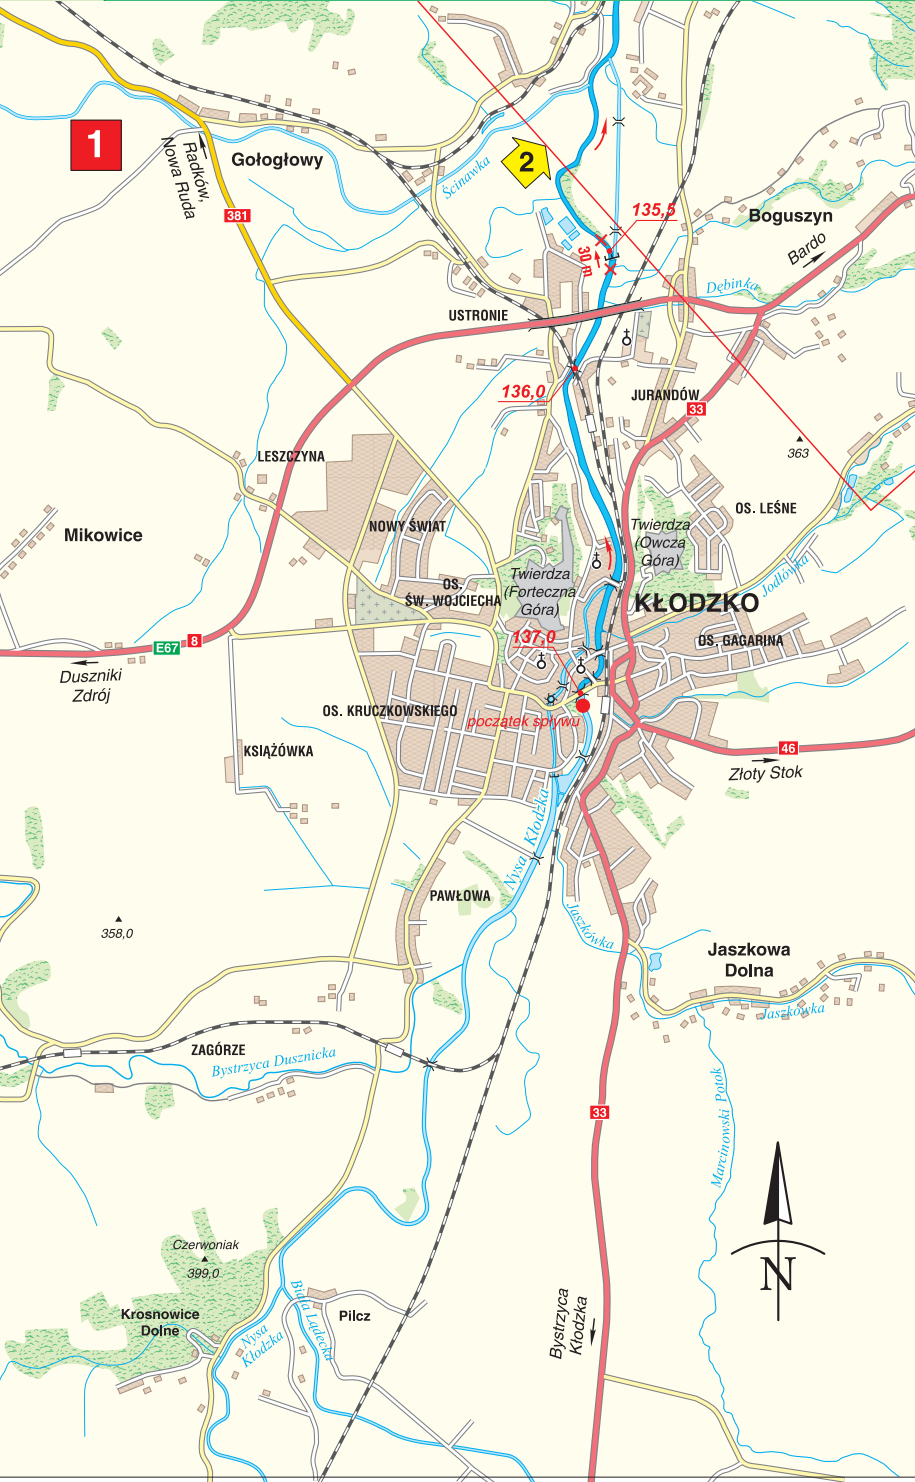 1
Radków,
Nowa Ruda
Gołogłowy
Ścinawka
2
135,5
Boguszyn
Bardo
381
30 m
Dębinka
USTRONIE
136,0
JURANDÓW
33
363
LESZCZYNA
OS. LEŚNE
Mikowice
NOWY ŚWIAT
Twierdza
(Owcza
Góra)
Twierdza
(Forteczna
Góra)
OS.
ŚW. WOJCIECHA
Jodłówka
KŁODZKO
137,0
OS. GAGARINA
E67
8
Duszniki
Zdrój
OS. KRUCZKOWSKIEGO
początek spływu
KSIĄŻÓWKA
46
Złoty Stok
Nysa Kłodzka
PAWŁOWA
358,0
Jaszkówka
Jaszkowa
Dolna
Jaszkówka
ZAGÓRZE
Bystrzyca Dusznicka
33
Marcinowski Potok
Czerwoniak
399,0
N
Krosnowice
Dolne
Nysa
Kłodzka
Biała Lądecka
Pilcz
Bystrzyca
Kłodzka